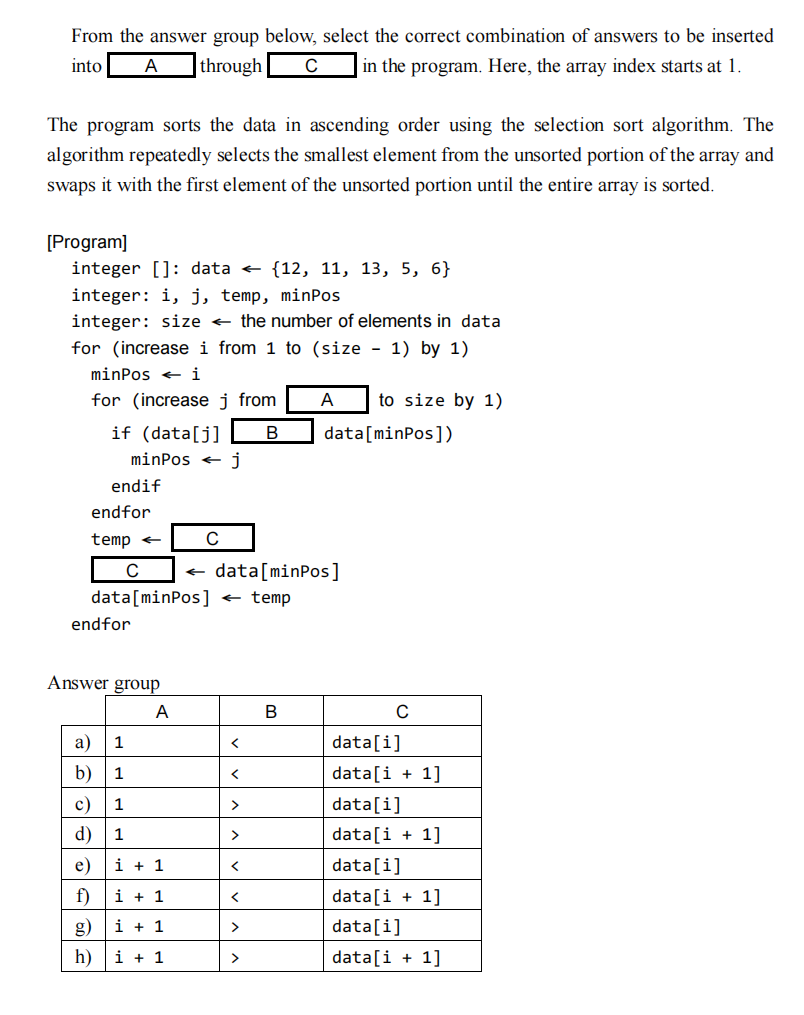 From the answer group below, select the correct combination of answers to be inserted
into A through C in the program. Here, the array index starts at 1.
The program sorts the data in ascending order using the selection sort algorithm. The
algorithm repeatedly selects the smallest element from the unsorted portion of the array and
swaps it with the first element of the unsorted portion until the entire array is sorted.
[Program]
integer []: data ← {12, 11, 13, 5, 6}
integer: i, j, temp, minPos
integer: size ← the number of elements in data
for (increase i from 1 to (size - 1) by 1)
minPos ← i
for (increase j from A to size by 1)
if (data[j] B data[minPos])
minPos ← j
endif
endfor
temp ← C
C ← data[minPos]
data[minPos] ← temp
endfor
Answer group
A B C
a) 1 < data[i]
b) 1 < data[i + 1]
c) 1 > data[i]
d) 1 > data[i + 1]
e) i + 1 < data[i]
f) i + 1 < data[i + 1]
g) i + 1 > data[i]
h) i + 1 > data[i + 1]